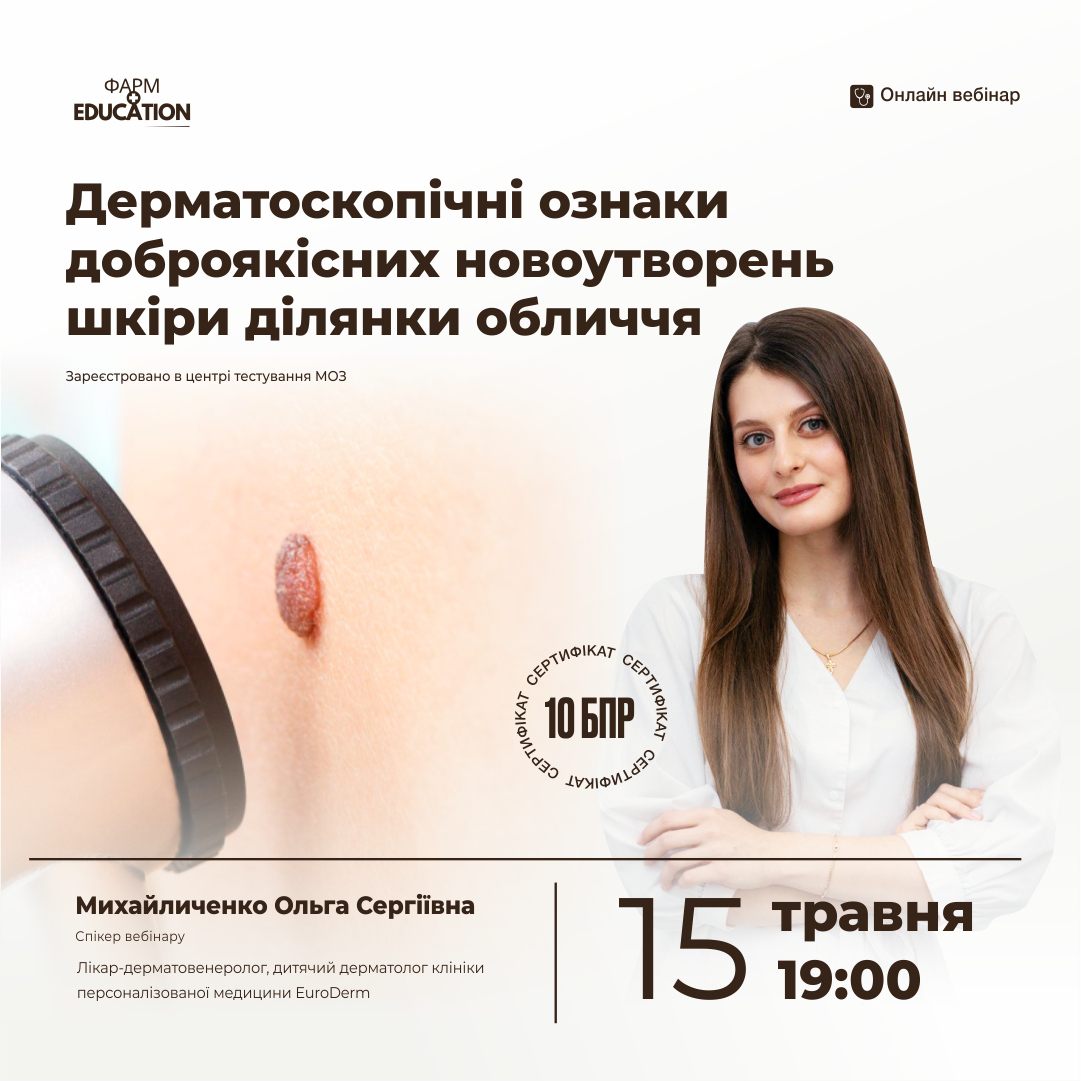 ФАРМ
EDUCATION
Онлайн вебінар
Дерматоскопічні ознаки
доброякісних новоутворень
шкіри ділянки обличчя
Зареєстровано в центрі тестування МОЗ
СЕРТИФІКАТ СЕРТИФІКАТ СЕРТИФІКАТ СЕРТИФІКАТ
10 БПР
Михайличенко Ольга Сергіївна
Спікер вебінару
Лікар-дерматовенеролог, дитячий дерматолог клініки
персоналізованої медицини EuroDerm
15 травня
19:00